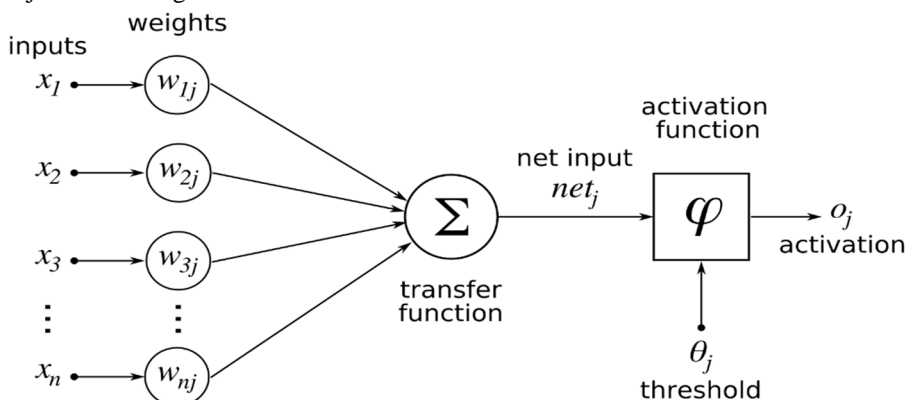 weights
inputs
x1
w1j
x2
w2j
x3
w3j
⋮ ⋮
xn
wnj
Σ
transfer
function
net input
netj
activation
function
φ
oj
activation
θj
threshold